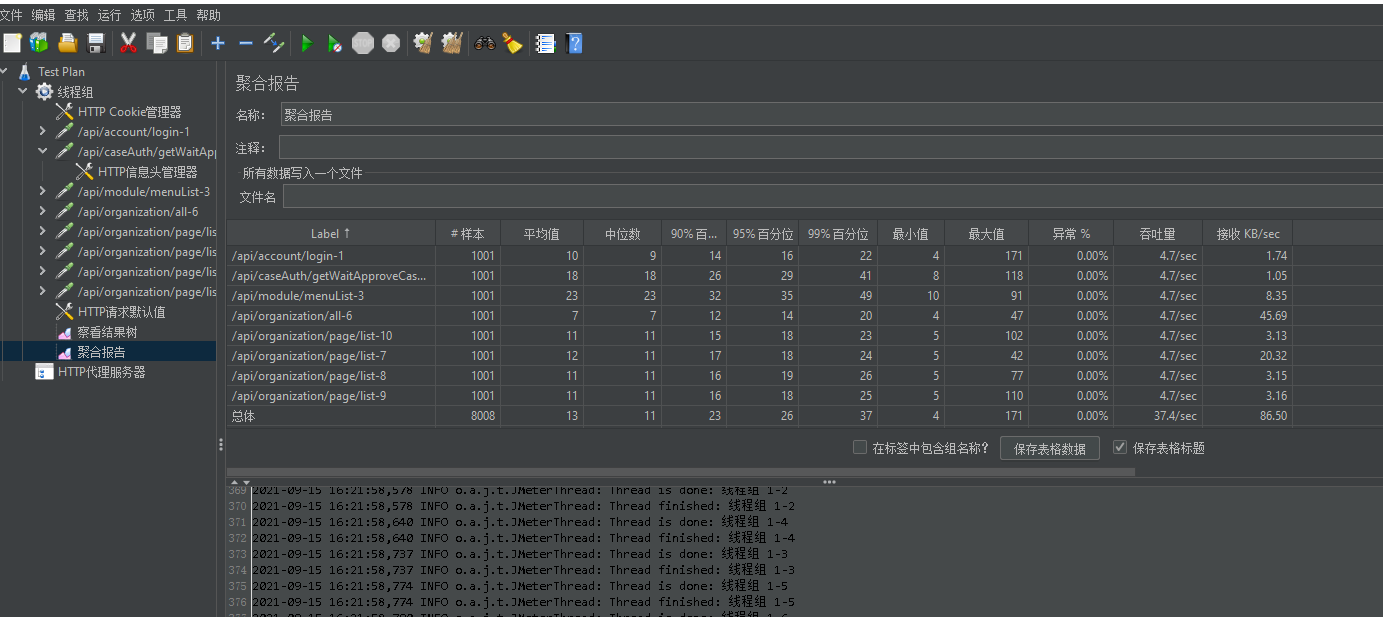 文件 编辑 查找 运行 选项 工具 帮助
STOP
Test Plan
线程组
HTTP Cookie管理器
/api/account/login-1
/api/caseAuth/getWaitApp
HTTP信息头管理器
/api/module/menuList-3
/api/organization/all-6
/api/organization/page/lis
/api/organization/page/lis
/api/organization/page/lis
/api/organization/page/lis
HTTP请求默认值
察看结果树
聚合报告
HTTP代理服务器
聚合报告
名称: 聚合报告
注释:
所有数据写入一个文件
文件名
Label ↑ # 样本 平均值 中位数 90% 百... 95% 百分位 99% 百分位 最小值 最大值 异常 % 吞吐量 接收 KB/sec
/api/account/login-1 1001 10 9 14 16 22 4 171 0.00% 4.7/sec 1.74
/api/caseAuth/getWaitApproveCas... 1001 18 18 26 29 41 8 118 0.00% 4.7/sec 1.05
/api/module/menuList-3 1001 23 23 32 35 49 10 91 0.00% 4.7/sec 8.35
/api/organization/all-6 1001 7 7 12 14 20 4 47 0.00% 4.7/sec 45.69
/api/organization/page/list-10 1001 11 11 15 18 23 5 102 0.00% 4.7/sec 3.13
/api/organization/page/list-7 1001 12 11 17 18 24 5 42 0.00% 4.7/sec 20.32
/api/organization/page/list-8 1001 11 11 16 19 26 5 77 0.00% 4.7/sec 3.15
/api/organization/page/list-9 1001 11 11 16 18 25 5 110 0.00% 4.7/sec 3.16
总体 8008 13 11 23 26 37 4 171 0.00% 37.4/sec 86.50
在标签中包含组名称? 保存表格数据 保存表格标题
369 2021-09-15 16:21:58,578 INFO o.a.j.t.JMeterThread: Thread is done: 线程组 1-2
370 2021-09-15 16:21:58,578 INFO o.a.j.t.JMeterThread: Thread finished: 线程组 1-2
371 2021-09-15 16:21:58,640 INFO o.a.j.t.JMeterThread: Thread is done: 线程组 1-4
372 2021-09-15 16:21:58,640 INFO o.a.j.t.JMeterThread: Thread finished: 线程组 1-4
373 2021-09-15 16:21:58,737 INFO o.a.j.t.JMeterThread: Thread is done: 线程组 1-3
374 2021-09-15 16:21:58,737 INFO o.a.j.t.JMeterThread: Thread finished: 线程组 1-3
375 2021-09-15 16:21:58,774 INFO o.a.j.t.JMeterThread: Thread is done: 线程组 1-5
376 2021-09-15 16:21:58,774 INFO o.a.j.t.JMeterThread: Thread finished: 线程组 1-5